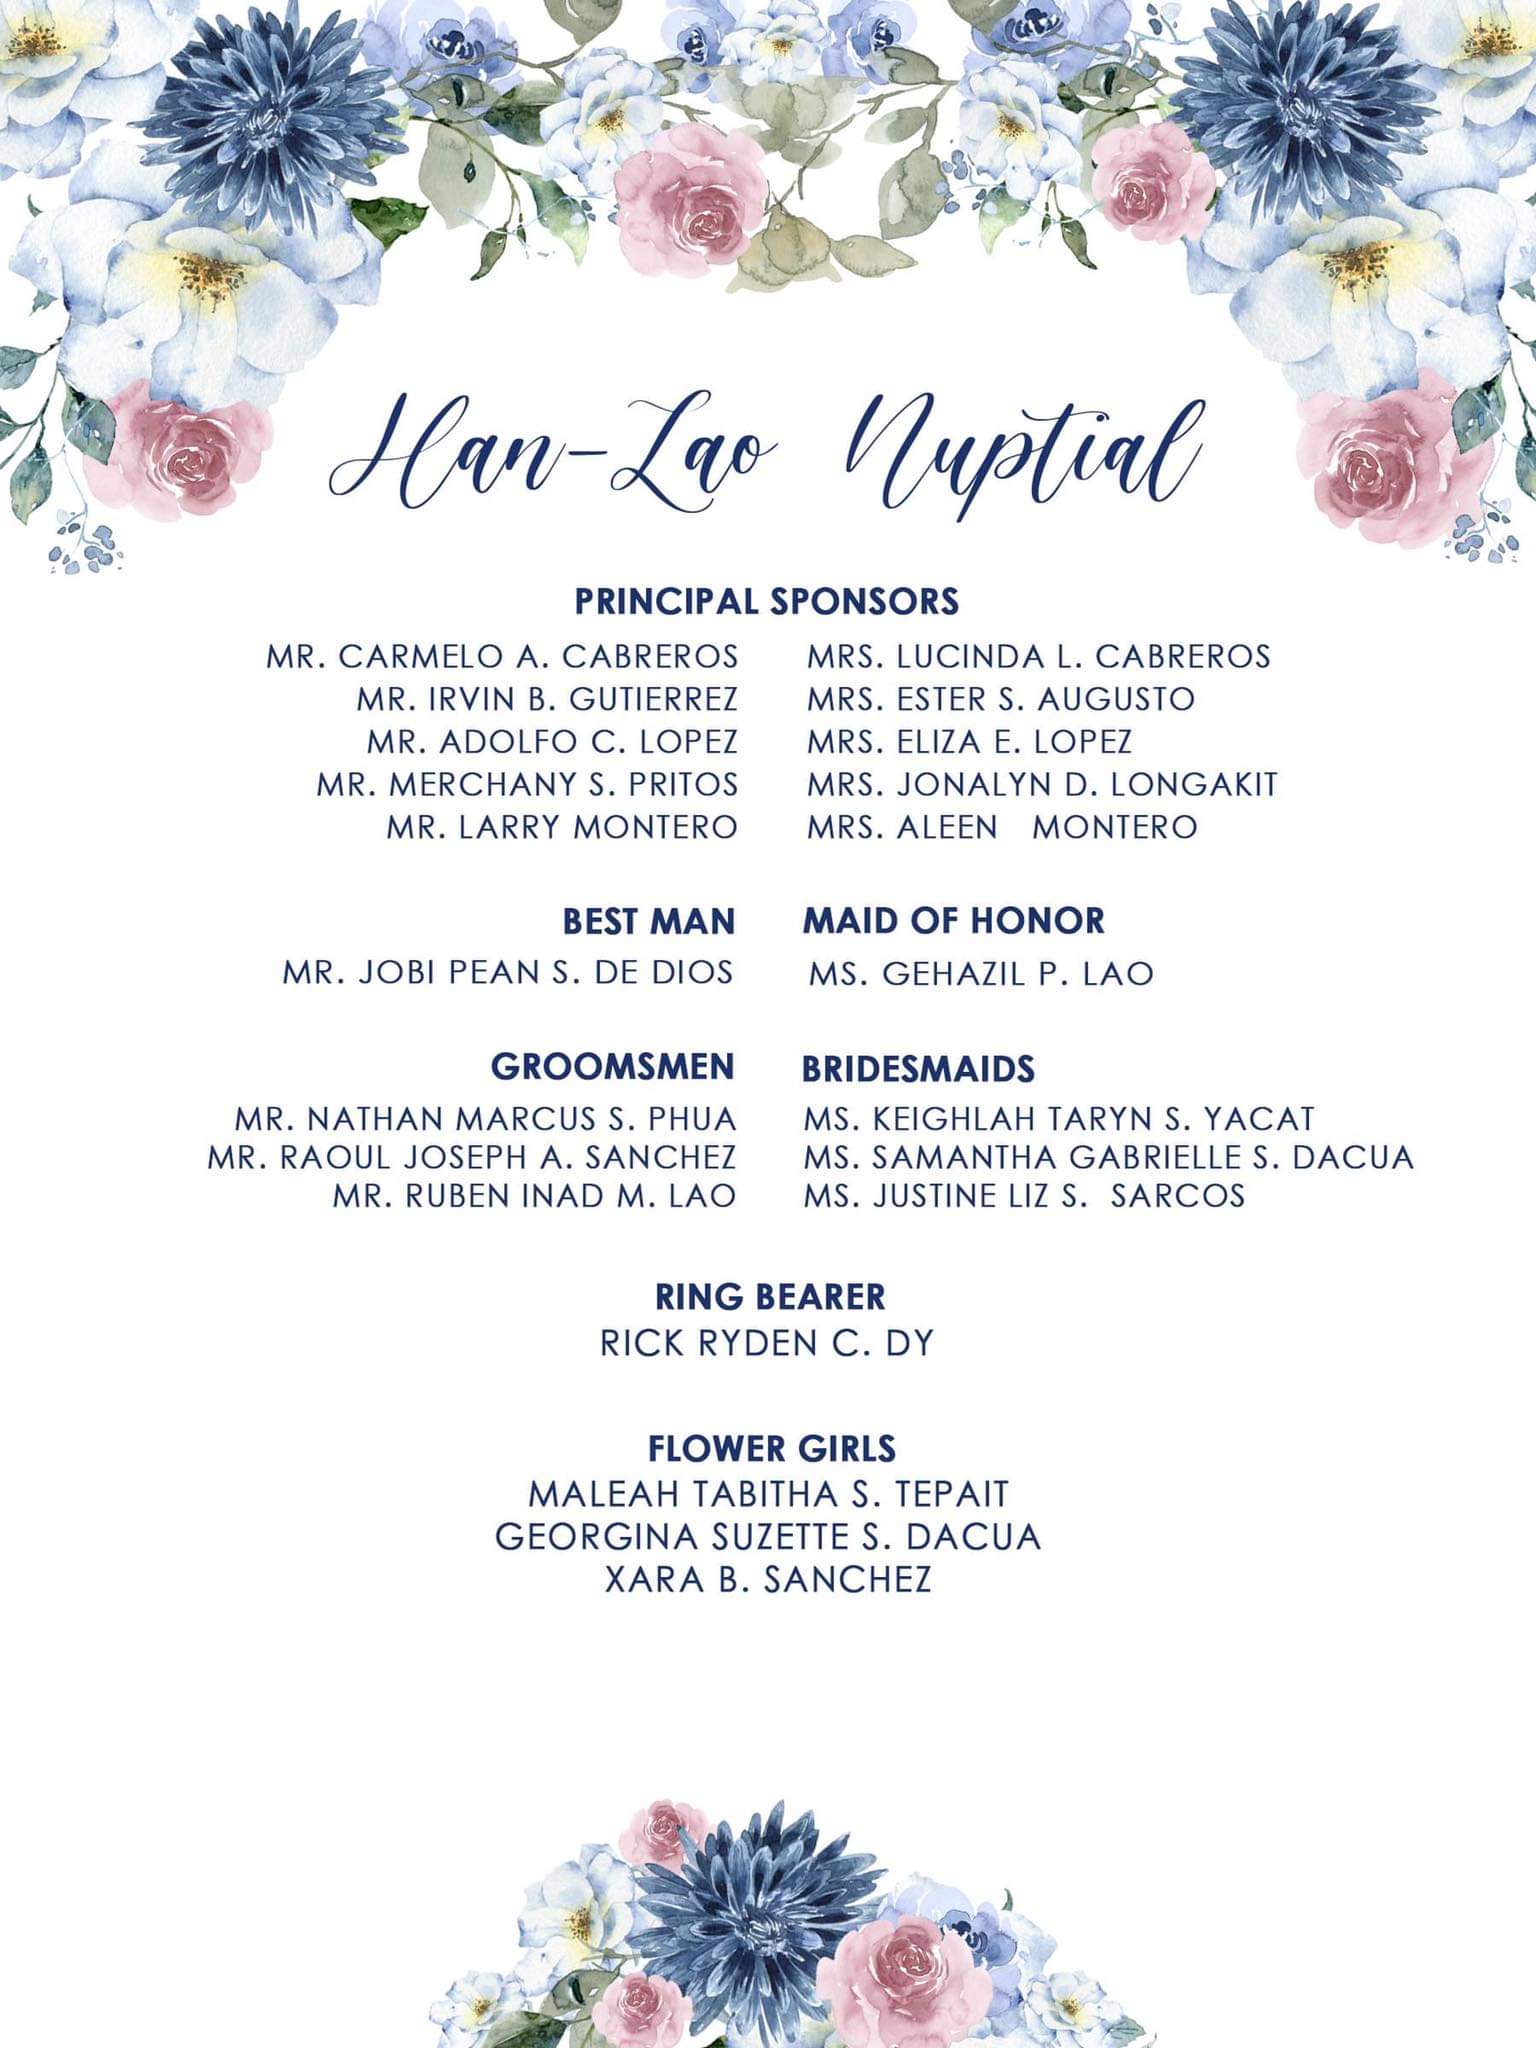 Han-Lao Nuptial
PRINCIPAL SPONSORS
MR. CARMELO A. CABREROS
MR. IRVIN B. GUTIERREZ
MR. ADOLFO C. LOPEZ
MR. MERCHANY S. PRITOS
MR. LARRY MONTERO
MRS. LUCINDA L. CABREROS
MRS. ESTER S. AUGUSTO
MRS. ELIZA E. LOPEZ
MRS. JONALYN D. LONGAKIT
MRS. ALEEN MONTERO
BEST MAN
MR. JOBI PEAN S. DE DIOS
MAID OF HONOR
MS. GEHAZIL P. LAO
GROOMSMEN
MR. NATHAN MARCUS S. PHUA
MR. RAOUL JOSEPH A. SANCHEZ
MR. RUBEN INAD M. LAO
BRIDESMAIDS
MS. KEIGHLAH TARYN S. YACAT
MS. SAMANTHA GABRIELLE S. DACUA
MS. JUSTINE LIZ S. SARCOS
RING BEARER
RICK RYDEN C. DY
FLOWER GIRLS
MALEAH TABITHA S. TEPAIT
GEORGINA SUZETTE S. DACUA
XARA B. SANCHEZ